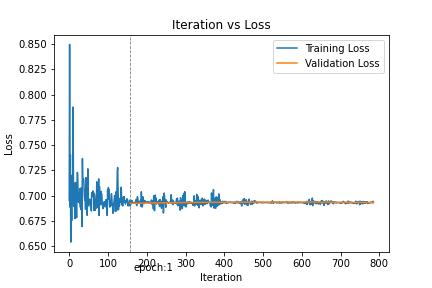 Iteration vs Loss
Training Loss
Validation Loss
0.850
0.825
0.800
0.775
0.750
0.725
0.700
0.675
0.650
Loss
0 100 200 300 400 500 600 700 800
epoch:1
Iteration